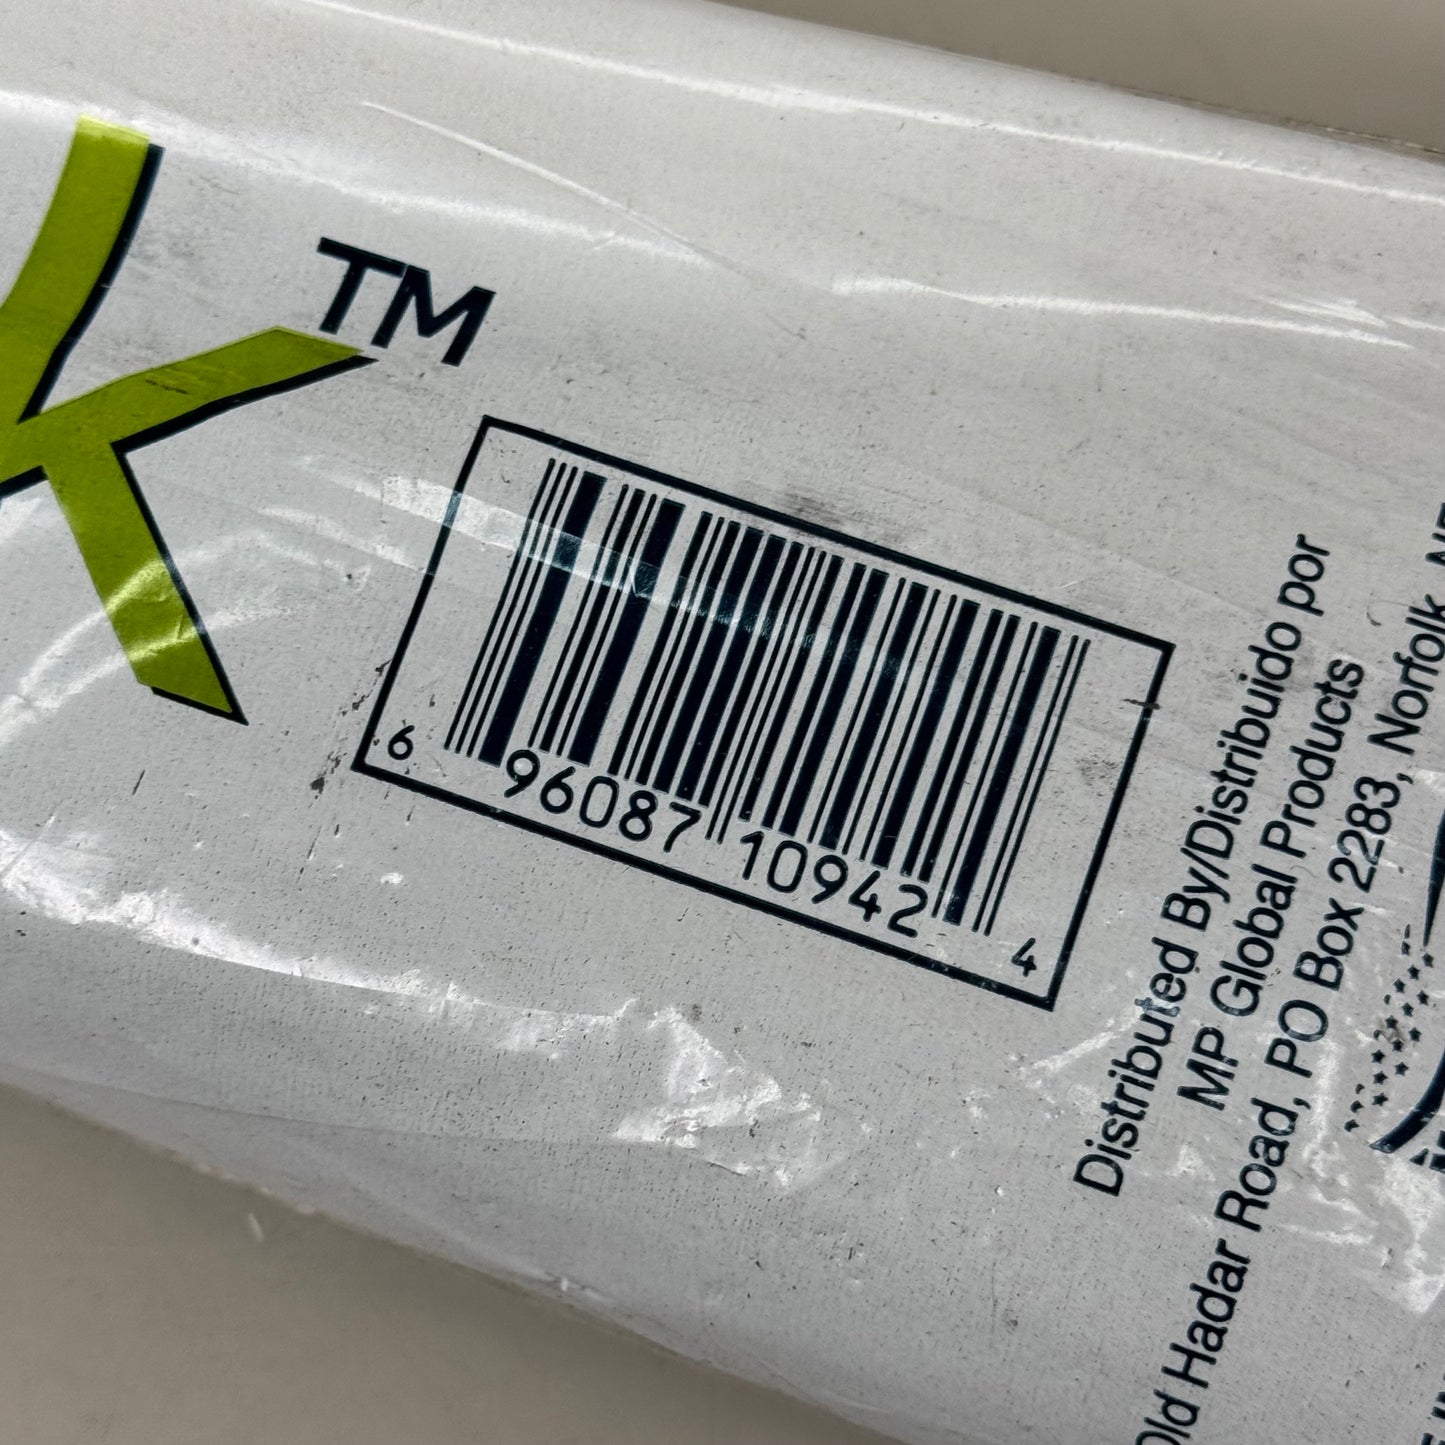 K™
6 96087 10942 4
Distributed By/Distribuido por
MP Global Products
Old Hadar Road, PO Box 2283, Norfolk,